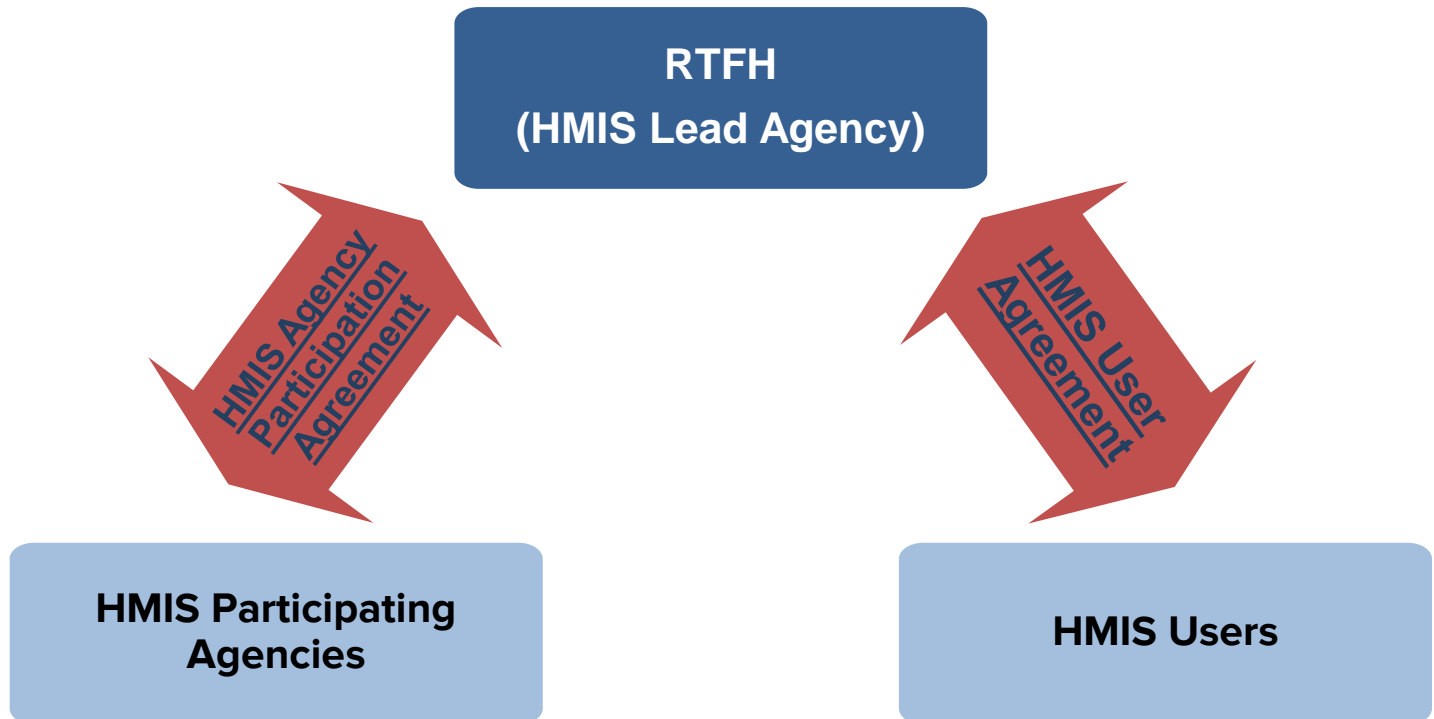 RTFH
(HMIS Lead Agency)
HMIS Agency
Participation
Agreement
HMIS User
Agreement
HMIS Participating
Agencies
HMIS Users